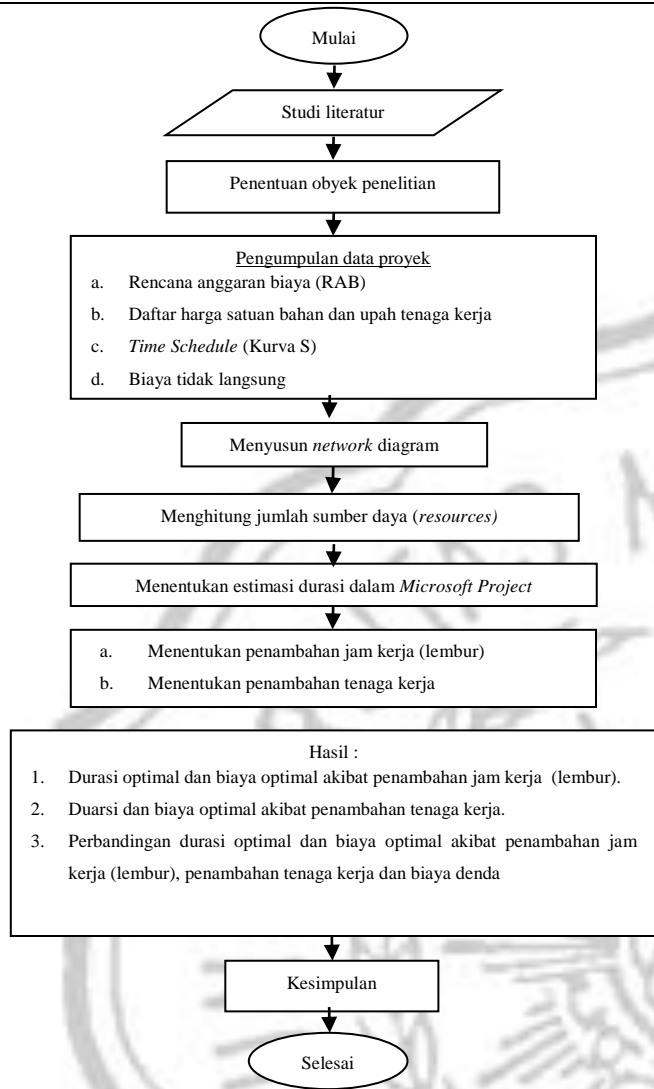 Mulai
Studi literatur
Penentuan obyek penelitian
Pengumpulan data proyek
a. Rencana anggaran biaya (RAB)
b. Daftar harga satuan bahan dan upah tenaga kerja
c. Time Schedule (Kurva S)
d. Biaya tidak langsung
Menyusun network diagram
Menghitung jumlah sumber daya (resources)
Menentukan estimasi durasi dalam Microsoft Project
a. Menentukan penambahan jam kerja (lembur)
b. Menentukan penambahan tenaga kerja
Hasil :
1. Durasi optimal dan biaya optimal akibat penambahan jam kerja (lembur).
2. Duarsi dan biaya optimal akibat penambahan tenaga kerja.
3. Perbandingan durasi optimal dan biaya optimal akibat penambahan jam
kerja (lembur), penambahan tenaga kerja dan biaya denda
Kesimpulan
Selesai